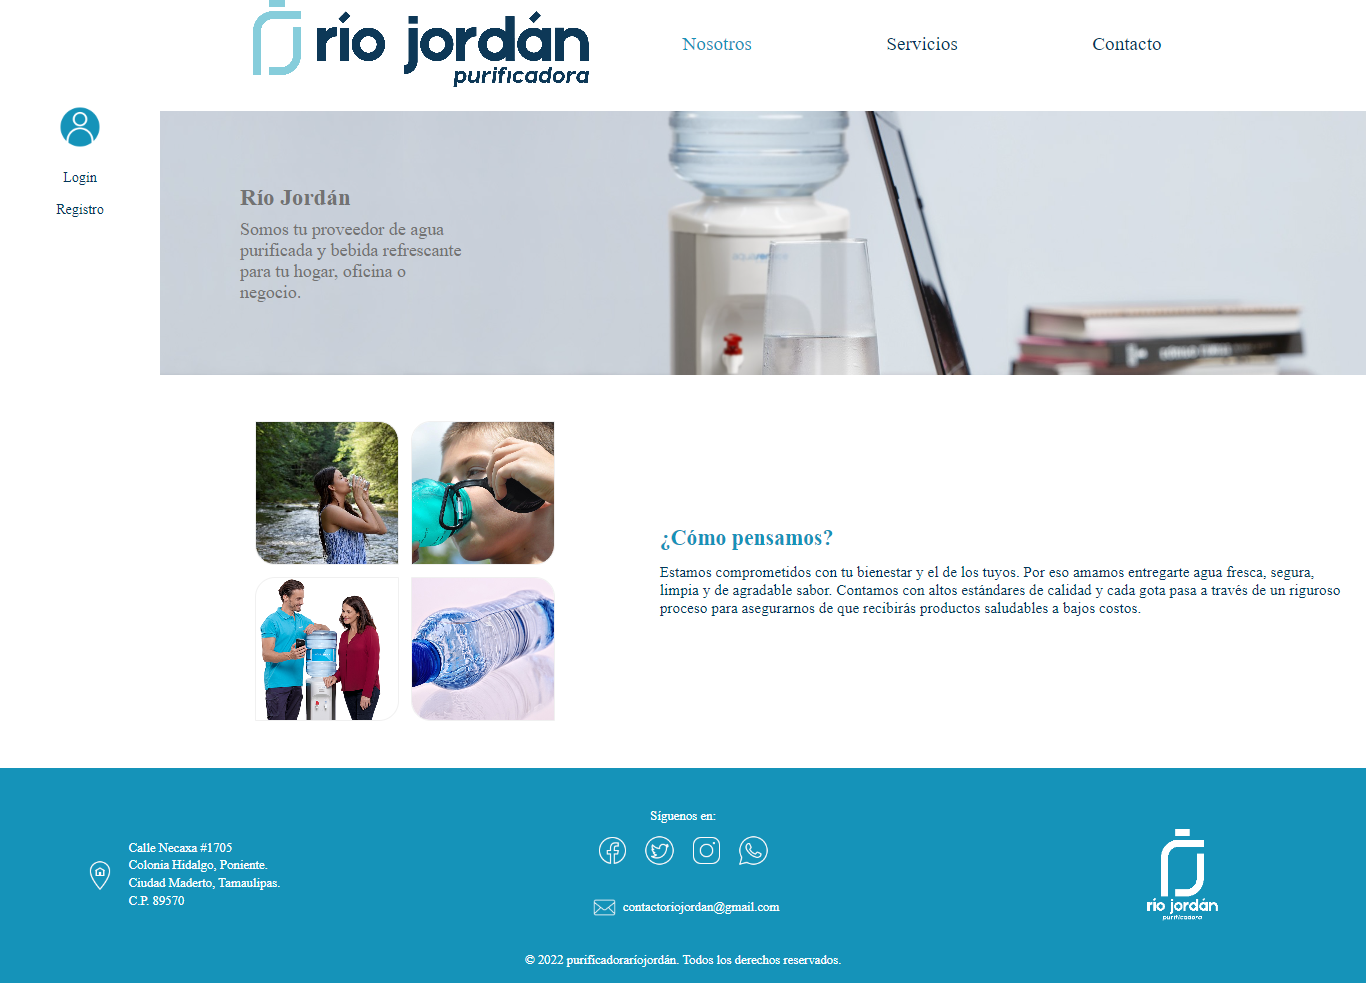 río jordán
purificadora
Nosotros
Servicios
Contacto
Login
Registro
Río Jordán
Somos tu proveedor de agua
purificada y bebida refrescante
para tu hogar, oficina o
negocio.
¿Cómo pensamos?
Estamos comprometidos con tu bienestar y el de los tuyos. Por eso amamos entregarte agua fresca, segura,
limpia y de agradable sabor. Contamos con altos estándares de calidad y cada gota pasa a través de un riguroso
proceso para asegurarnos de que recibirás productos saludables a bajos costos.
Calle Necaxa #1705
Colonia Hidalgo, Poniente.
Ciudad Maderto, Tamaulipas.
C.P. 89570
Síguenos en:
contactoriojordan@gmail.com
río jordán
purificadora
© 2022 purificadoraríojordán. Todos los derechos reservados.